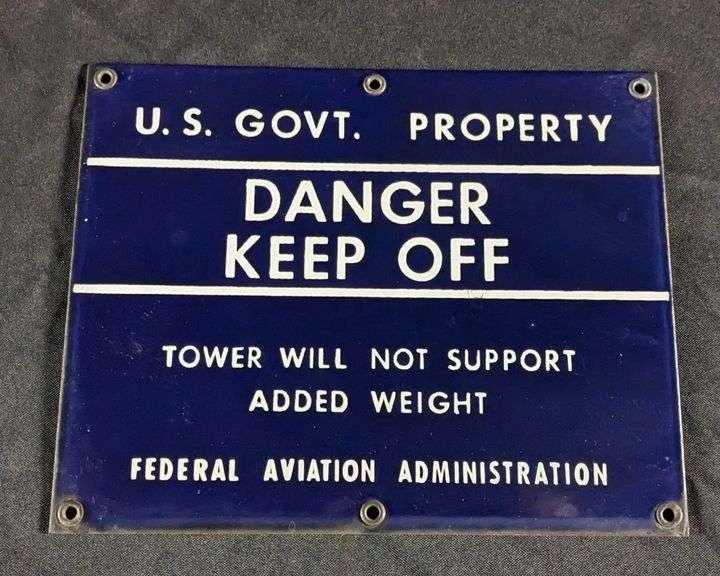 U.S. GOVT. PROPERTY
DANGER
KEEP OFF
TOWER WILL NOT SUPPORT
ADDED WEIGHT
FEDERAL AVIATION ADMINISTRATION